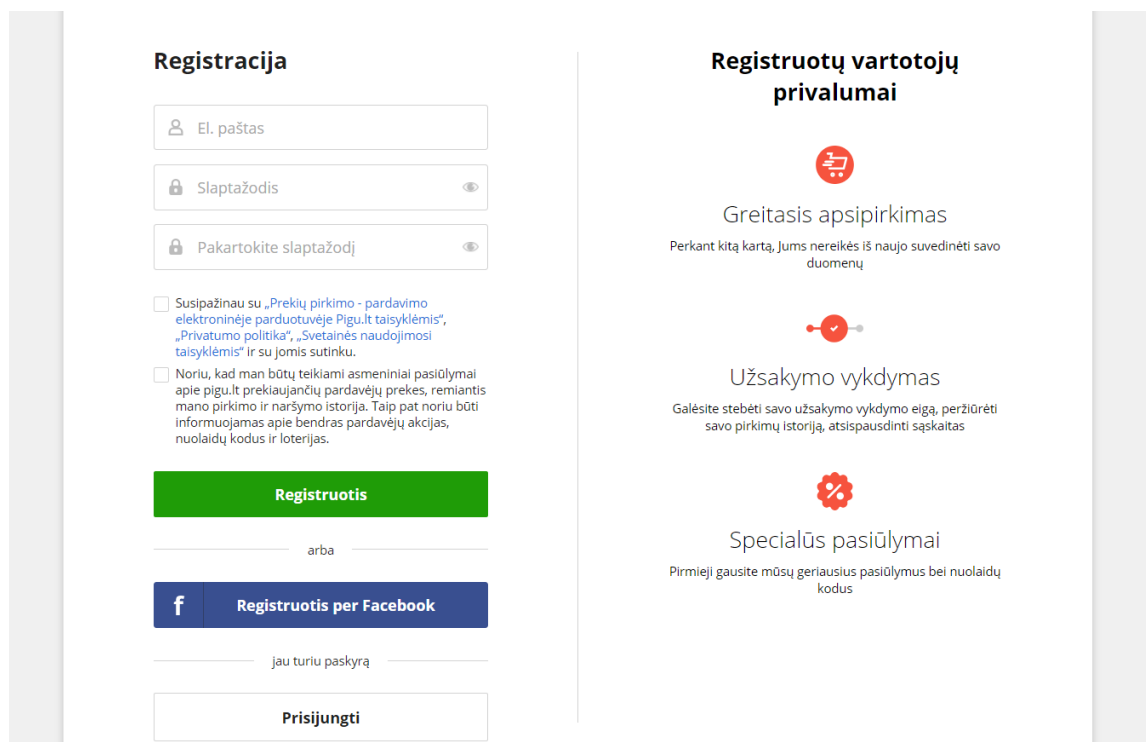 Registracija
El. paštas
Slaptažodis
Pakartokite slaptažodį
Susipažinau su „Prekių pirkimo - pardavimo
elektroninėje parduotuvėje Pigu.lt taisyklėmis“,
„Privatumo politika“, „Svetainės naudojimosi
taisyklėmis“ ir su jomis sutinku.
Noriu, kad man būtų teikiami asmeniniai pasiūlymai
apie pigu.lt prekiaujančių pardavėjų prekes, remiantis
mano pirkimo ir naršymo istorija. Taip pat noriu būti
informuojamas apie bendras pardavėjų akcijas,
nuolaidų kodus ir loterijas.
Registruotis
arba
f Registruotis per Facebook
jau turiu paskyrą
Prisijungti
Registruotų vartotojų
privalumai
Greitasis apsipirkimas
Perkant kitą kartą, Jums nereikės iš naujo suvedinėti savo
duomenų
Užsakymo vykdymas
Galėsite stebėti savo užsakymo vykdymo eigą, peržiūrėti
savo pirkimų istoriją, atsispausdinti sąskaitas
%
Specialūs pasiūlymai
Pirmieji gausite mūsų geriausius pasiūlymus bei nuolaidų
kodus